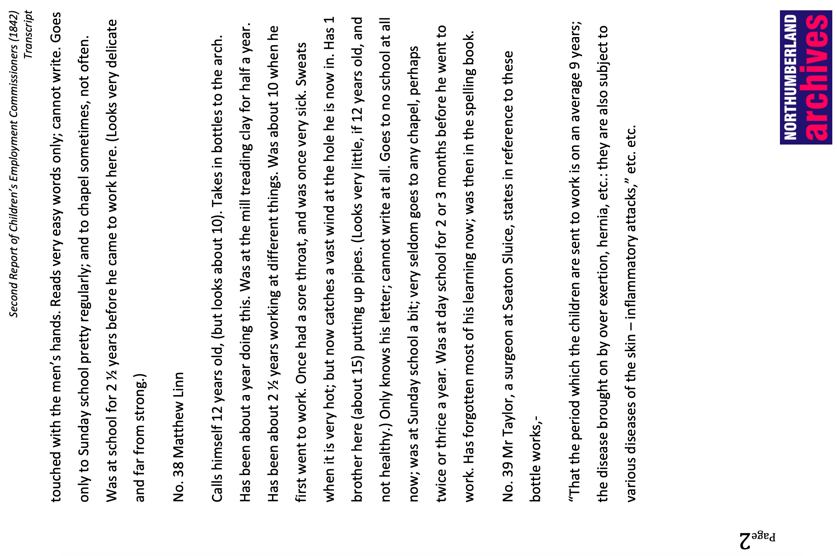 Second Report of Children's Employment Commissioners (1842)
Transcript
touched with the men's hands. Reads very easy words only; cannot write. Goes
only to Sunday school pretty regularly; and to chapel sometimes, not often.
Was at school for 2 ½ years before he came to work here. (Looks very delicate
and far from strong.)
No. 38 Matthew Linn
Calls himself 12 years old, (but looks about 10). Takes in bottles to the arch.
Has been about a year doing this. Was at the mill treading clay for half a year.
Has been about 2 ½ years working at different things. Was about 10 when he
first went to work. Once had a sore throat, and was once very sick. Sweats
when it is very hot; but now catches a vast wind at the hole he is now in. Has 1
brother here (about 15) putting up pipes. (Looks very little, if 12 years old, and
not healthy.) Only knows his letter; cannot write at all. Goes to no school at all
now; was at Sunday school a bit; very seldom goes to any chapel, perhaps
twice or thrice a year. Was at day school for 2 or 3 months before he went to
work. Has forgotten most of his learning now; was then in the spelling book.
No. 39 Mr Taylor, a surgeon at Seaton Sluice, states in reference to these
bottle works,-
"That the period which the children are sent to work is on an average 9 years;
the disease brought on by over exertion, hernia, etc.: they are also subject to
various diseases of the skin – inflammatory attacks," etc. etc.
NORTHUMBERLAND
archives
Page2